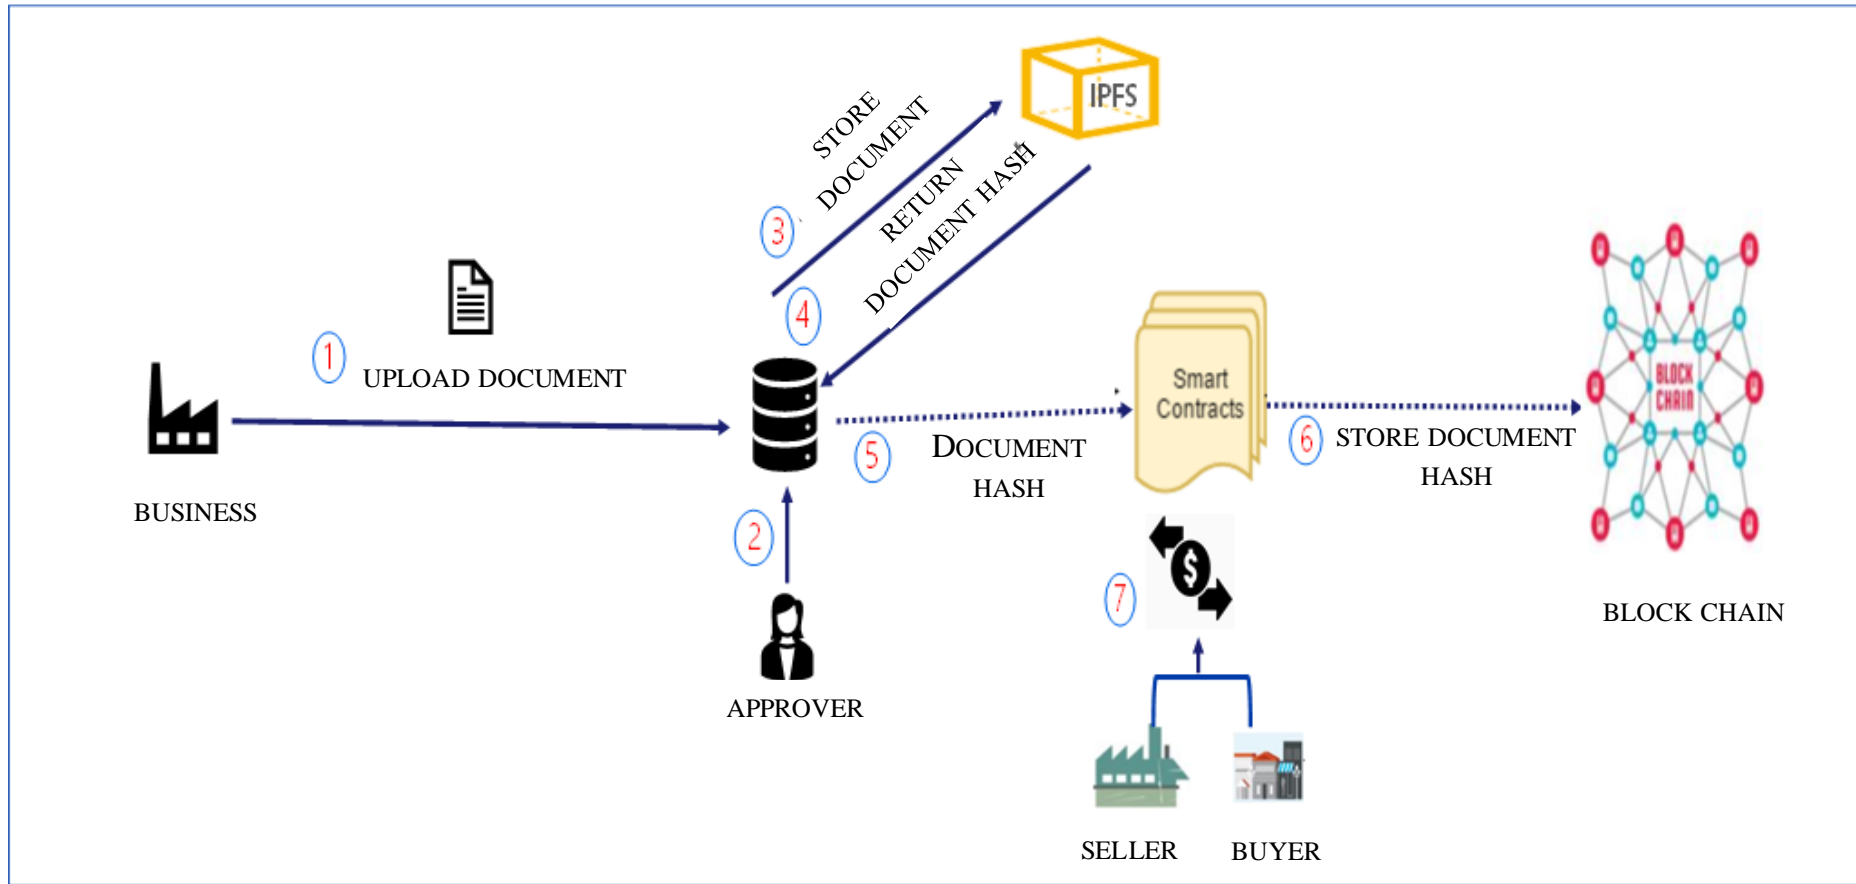 IPFS
STORE
DOCUMENT
RETURN
DOCUMENT HASH
3
4
1
UPLOAD DOCUMENT
BUSINESS
5
DOCUMENT
HASH
Smart
Contracts
6
STORE DOCUMENT
HASH
BLOCK
CHAIN
BLOCK CHAIN
2
APPROVER
$
7
SELLER
BUYER